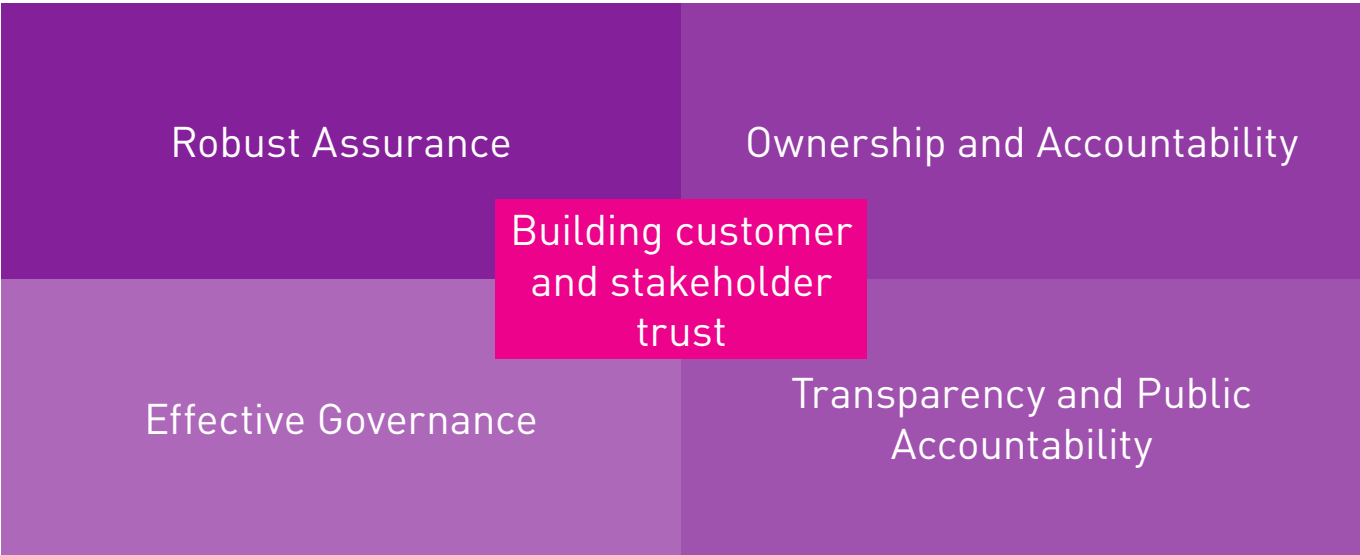 Robust Assurance
Ownership and Accountability
Building customer
and stakeholder
trust
Effective Governance
Transparency and Public
Accountability